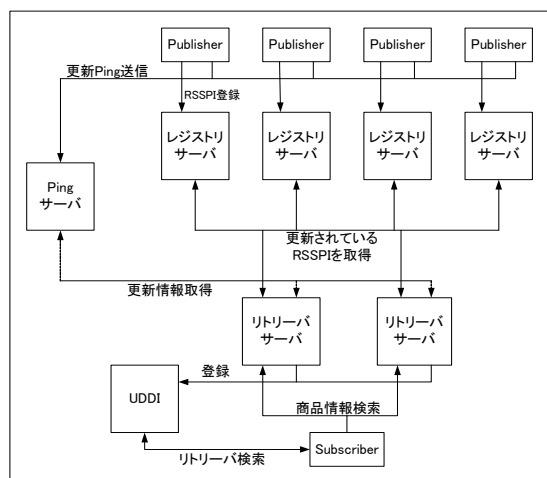 Publisher
Publisher
Publisher
Publisher
更新Ping送信
RSSPI登録
レジストリ
サーバ
レジストリ
サーバ
レジストリ
サーバ
レジストリ
サーバ
Ping
サーバ
更新されている
RSSPIを取得
更新情報取得
リトリーバ
サーバ
リトリーバ
サーバ
登録
UDDI
商品情報検索
リトリーバ検索
Subscriber